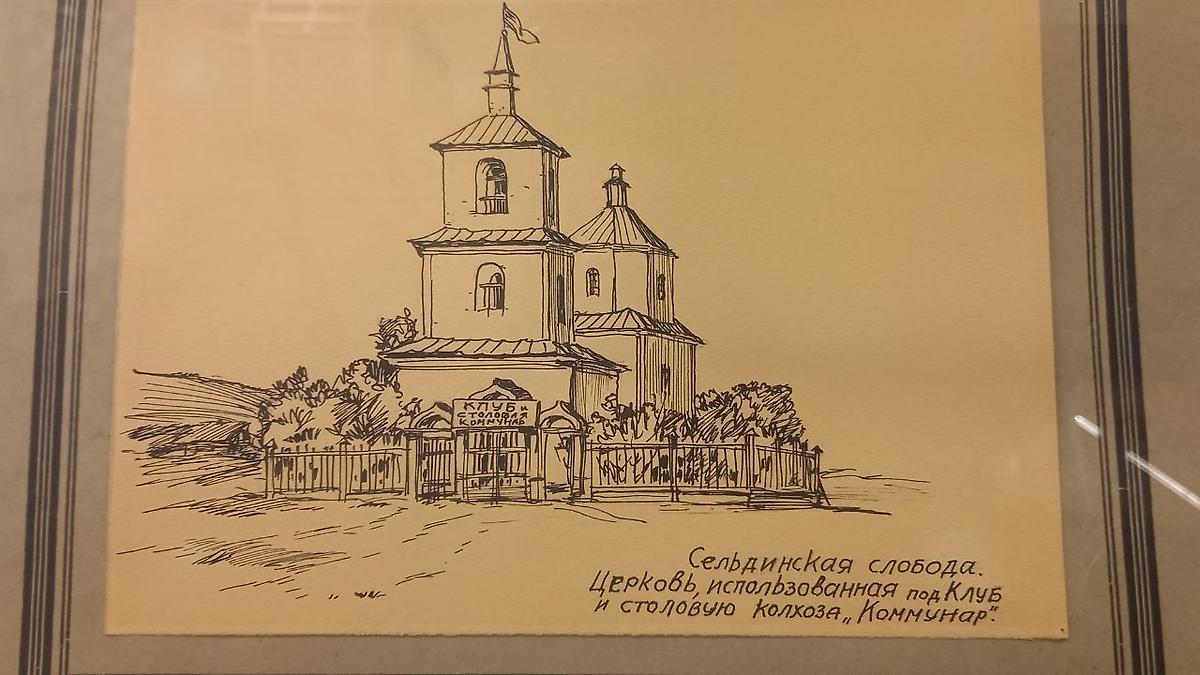 КЛУБ и
СТОЛОВАЯ
КОММУНАР
Сельдинская слобода.
Церковь, использованная под Клуб
и столовую колхоза „Коммунар".